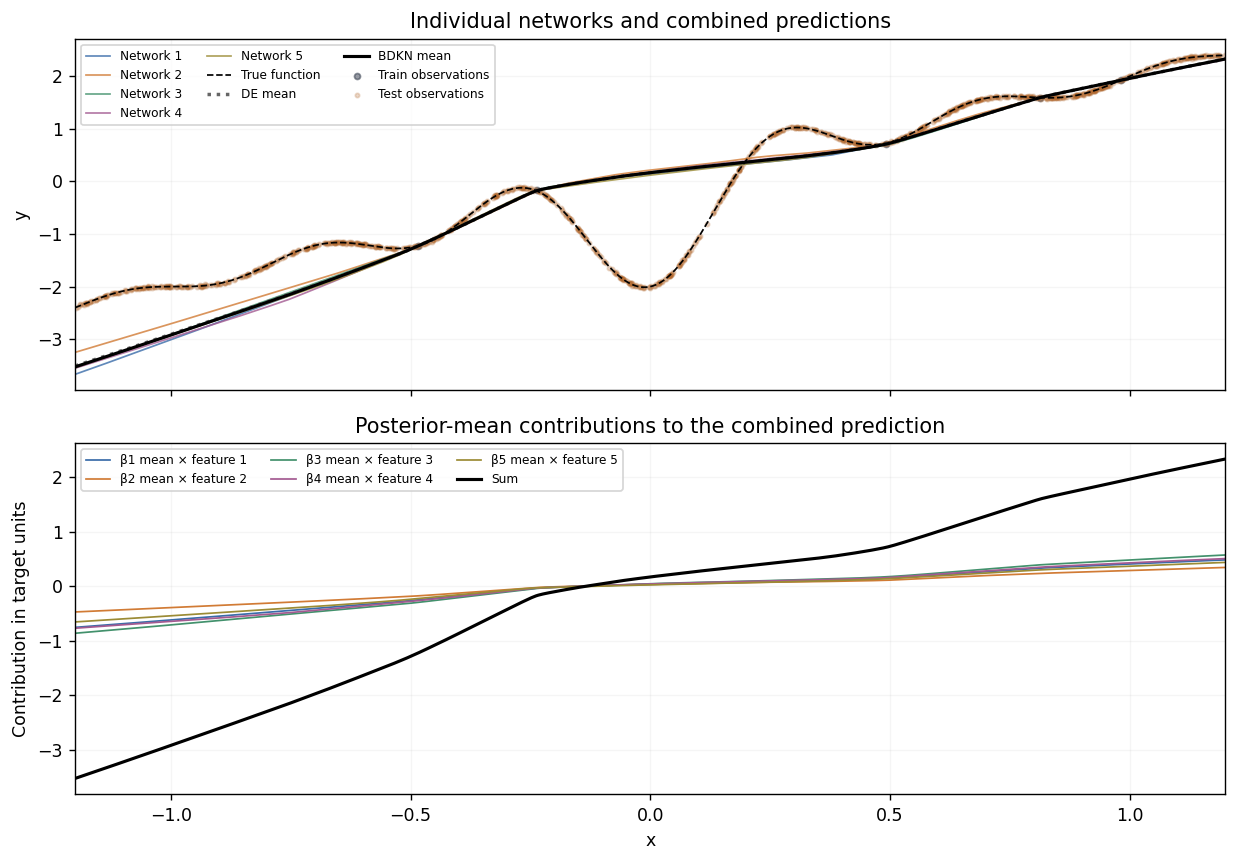 Individual networks and combined predictions
Network 1
Network 2
Network 3
Network 4
Network 5
True function
DE mean
BDKN mean
Train observations
Test observations
2
1
0
−1
−2
−3
y
Posterior-mean contributions to the combined prediction
β1 mean × feature 1
β2 mean × feature 2
β3 mean × feature 3
β4 mean × feature 4
β5 mean × feature 5
Sum
2
1
0
−1
−2
−3
Contribution in target units
−1.0 −0.5 0.0 0.5 1.0
x